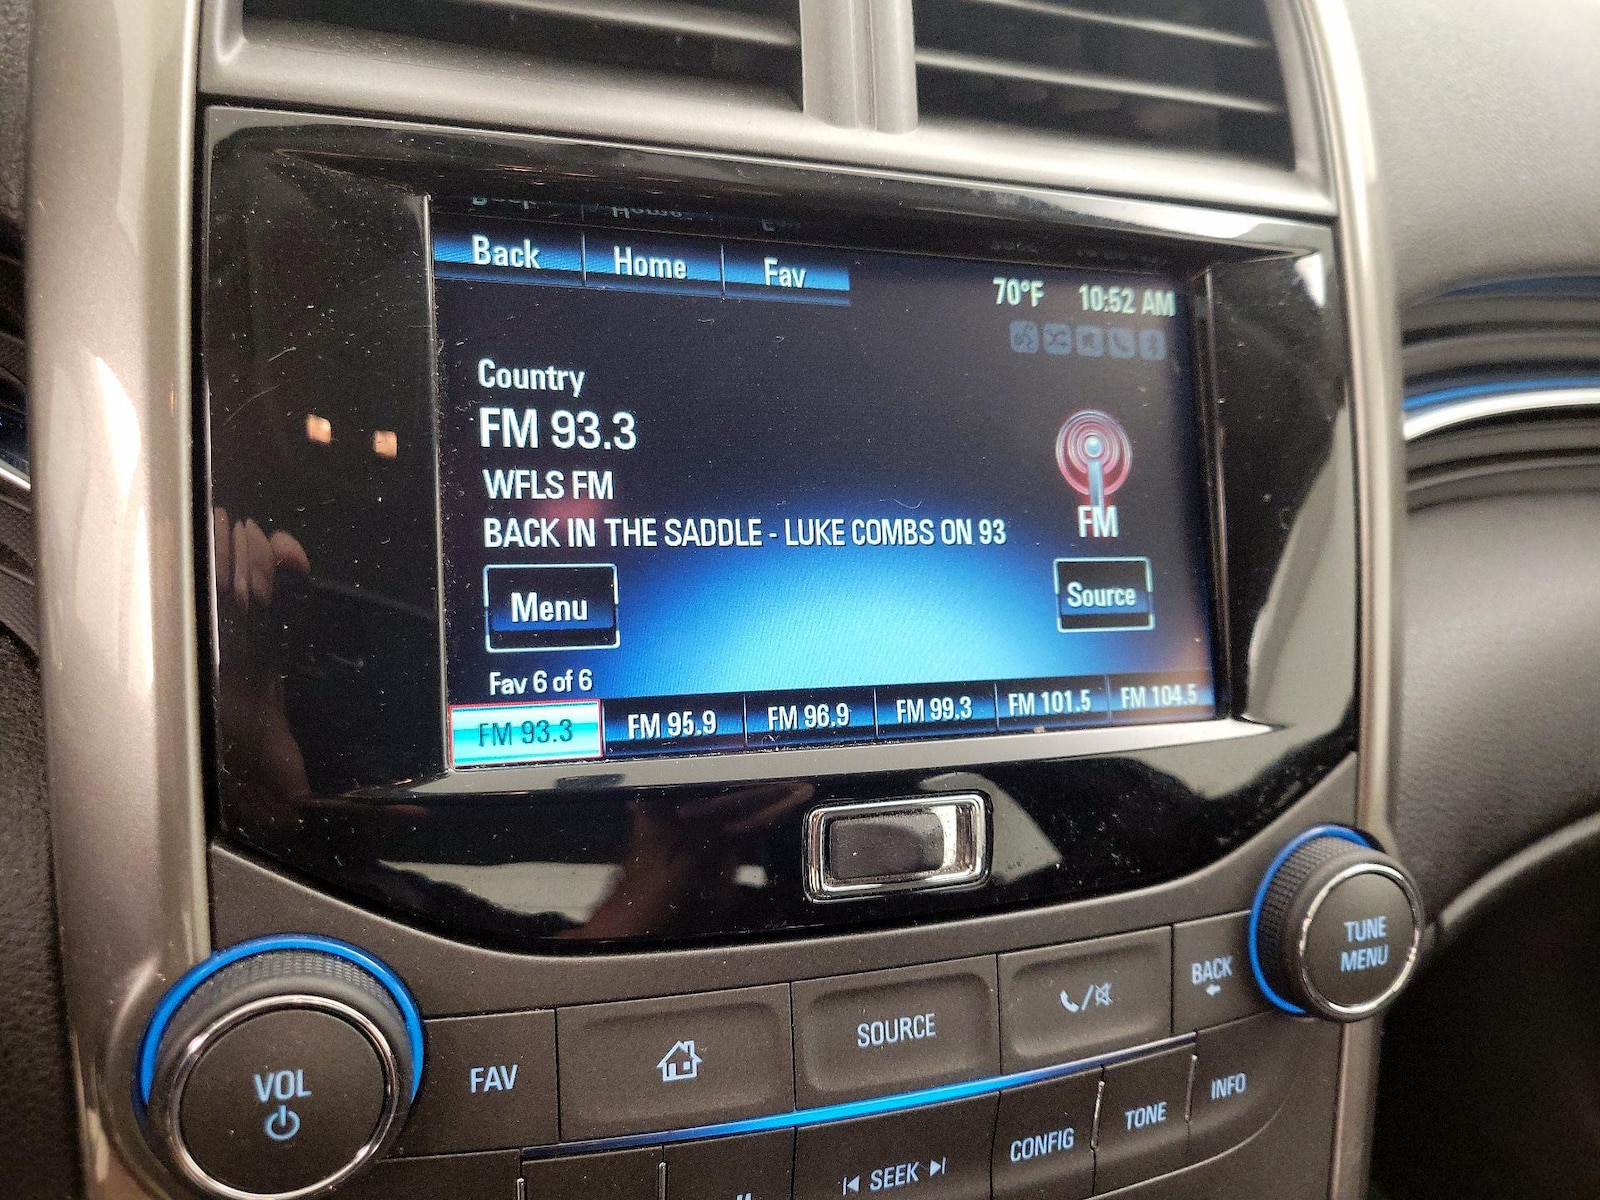 Back Home Fav
70°F 10:52 AM
Country
FM 93.3
WFLS FM
BACK IN THE SADDLE - LUKE COMBS ON 93
FM
Menu
Source
Fav 6 of 6
FM 93.3 FM 95.9 FM 96.9 FM 99.3 FM 101.5 FM 104.5
VOL
FAV
SOURCE
BACK
TUNE
MENU
SEEK
CONFIG
TONE
INFO